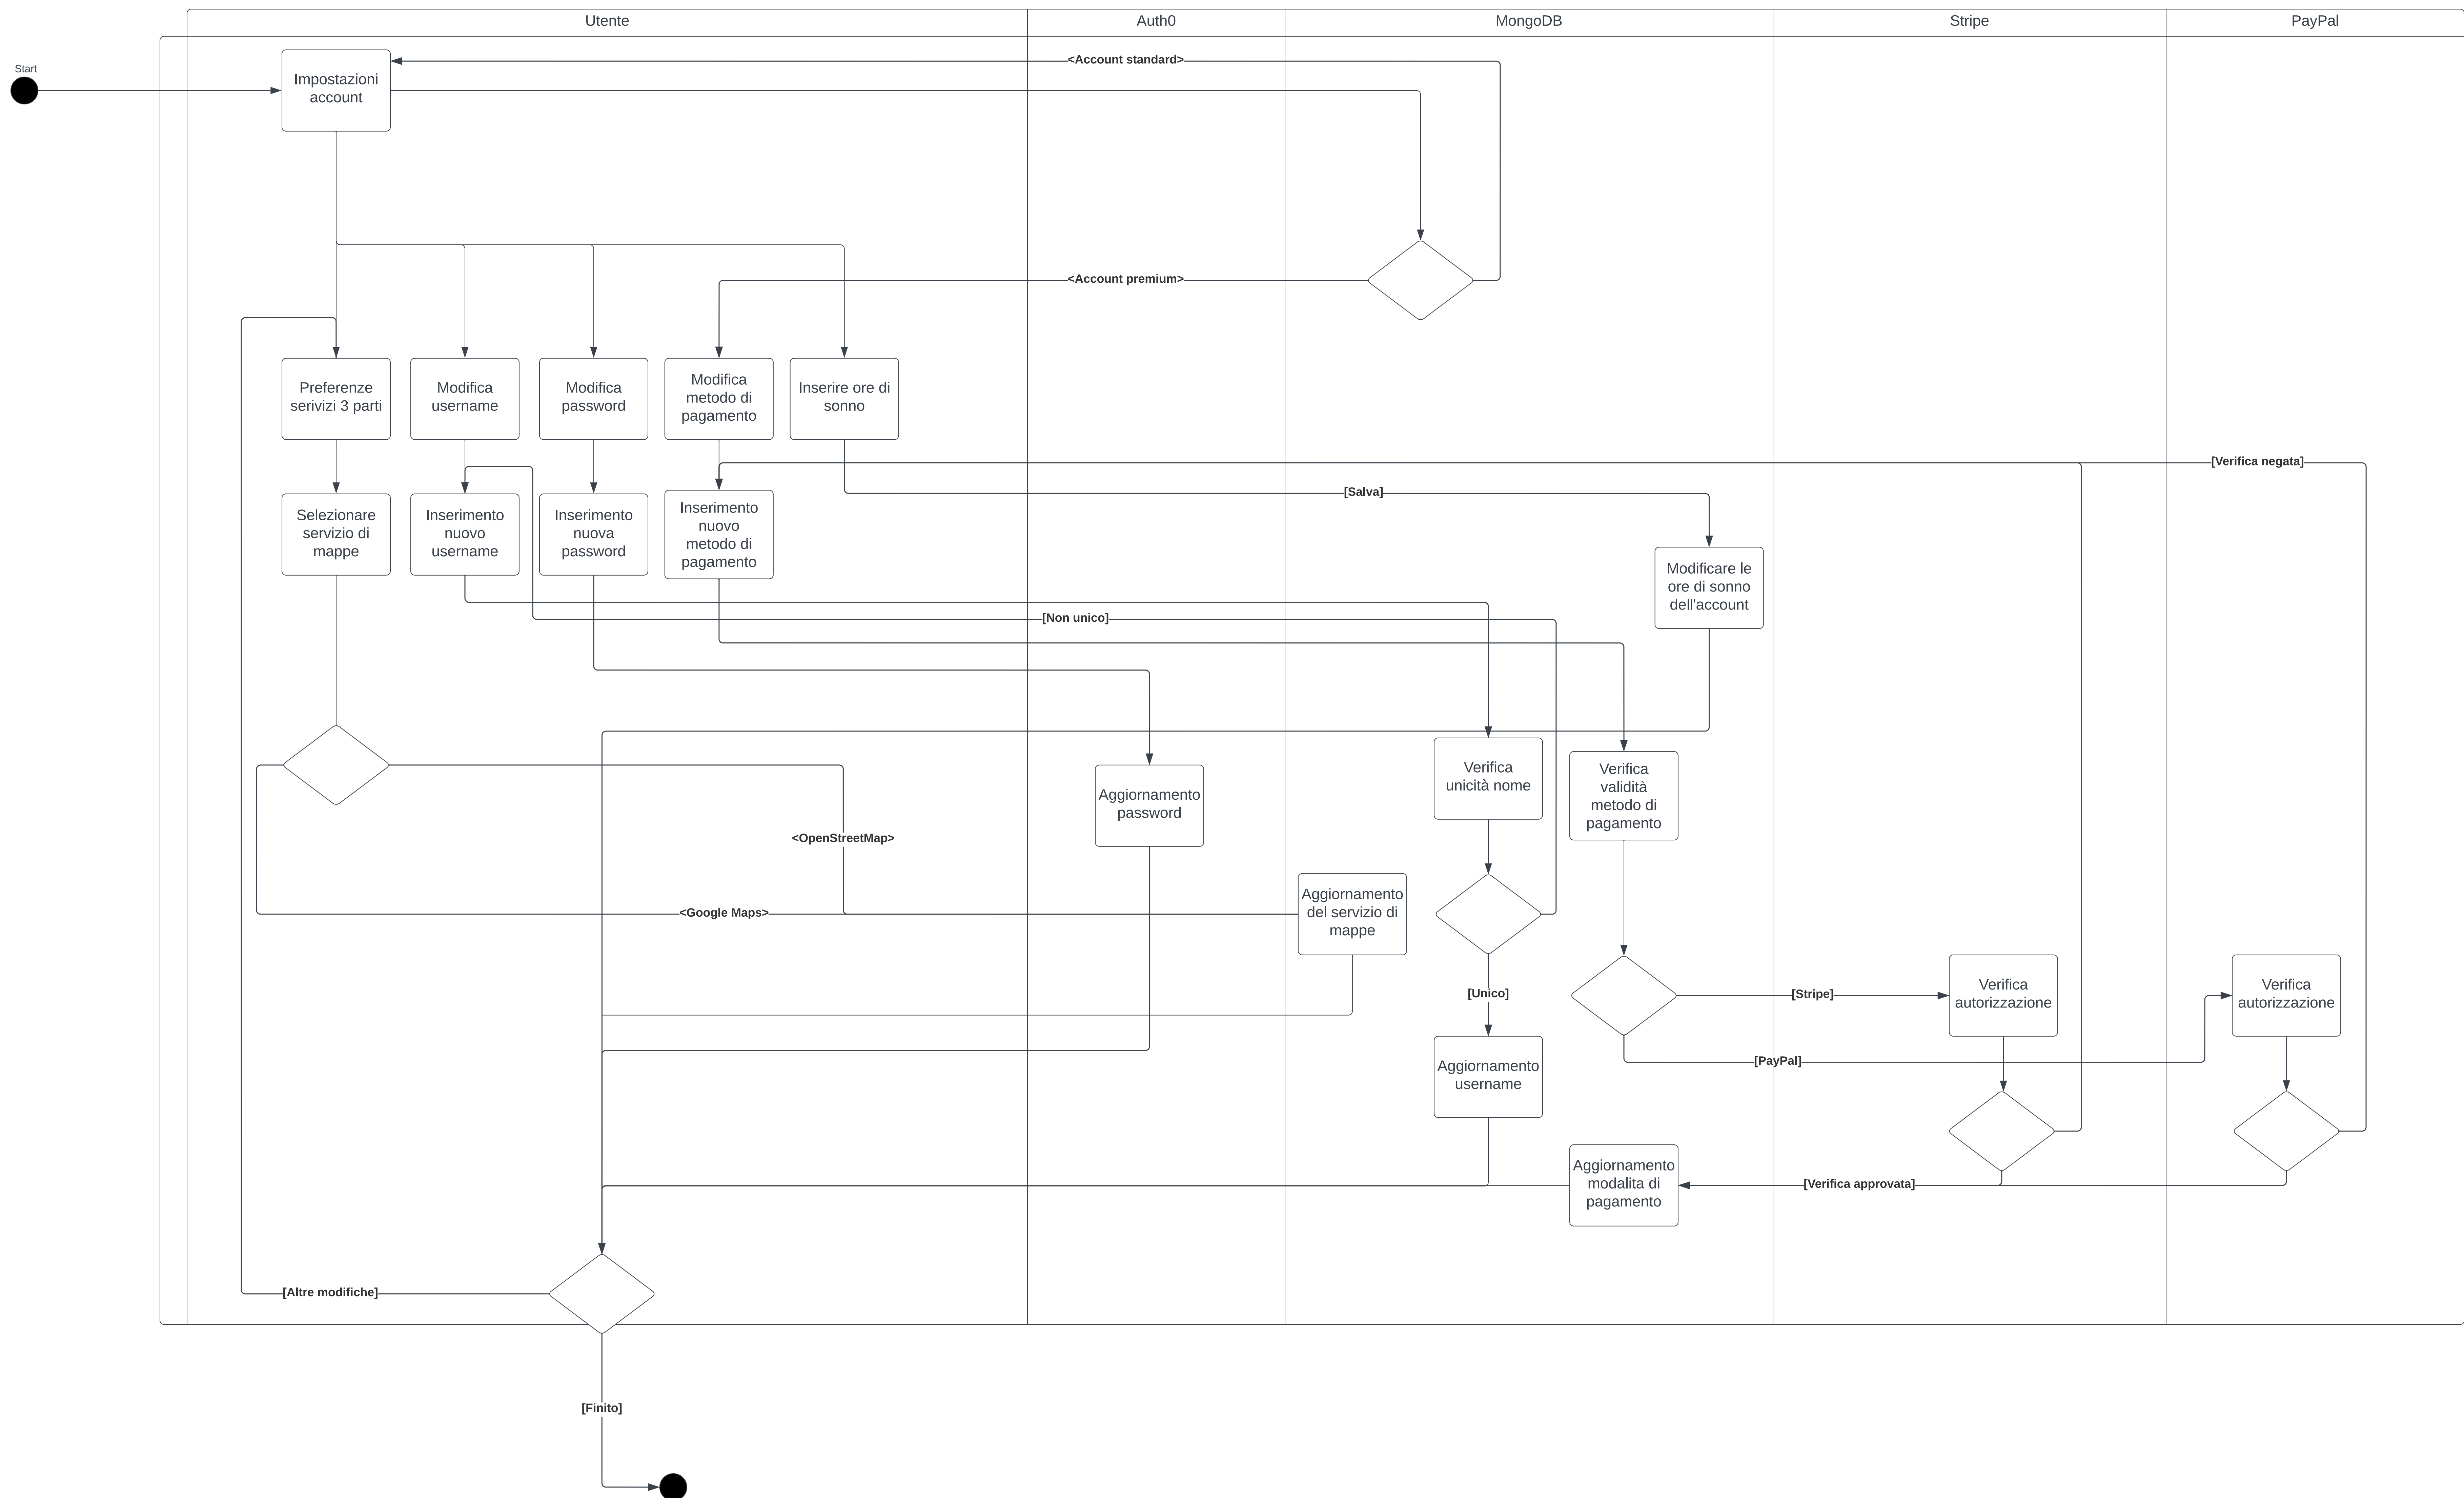 Utente
Auth0
MongoDB
Stripe
PayPal
Start
Impostazioni
account
<Account standard>
<Account premium>
Preferenze
serivizi 3 parti
Modifica
username
Modifica
password
Modifica
metodo di
pagamento
Inserire ore di
sonno
[Verifica negata]
[Salva]
Selezionare
servizio di
mappe
Inserimento
nuovo
username
Inserimento
nuova
password
Inserimento
nuovo
metodo di
pagamento
Modificare le
ore di sonno
dell'account
[Non unico]
Aggiornamento
password
Verifica
unicità nome
Verifica
validità
metodo di
pagamento
<OpenStreetMap>
<Google Maps>
Aggiornamento
del servizio di
mappe
[Unico]
[Stripe]
Verifica
autorizzazione
Verifica
autorizzazione
[PayPal]
Aggiornamento
username
Aggiornamento
modalita di
pagamento
[Verifica approvata]
[Altre modifiche]
[Finito]